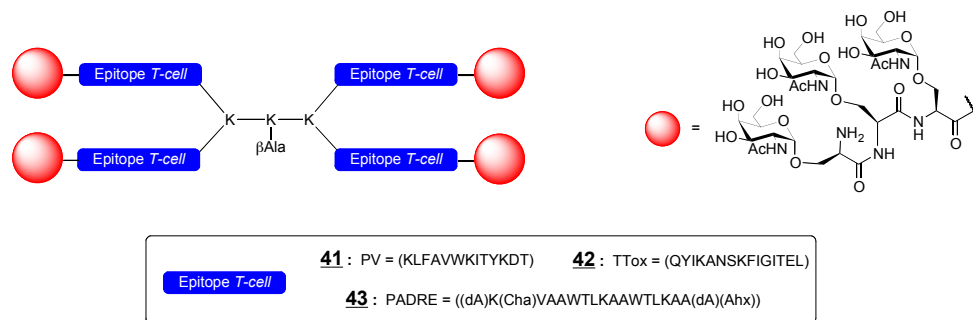 Epitope T-cell Epitope T-cell
K K K
βAla
Epitope T-cell Epitope T-cell
=
HO OH
O
HO
AcHN
O
HO OH
O
HO
AcHN
O
HO OH
O
HO
AcHN
O
NH2
O
NH
O
H
N
O
Epitope T-cell
41 : PV = (KLFAVWKITYKDT) 42 : TTox = (QYIKANSKFIGITEL)
43 : PADRE = ((dA)K(Cha)VAAWTLKAAWTLKAA(dA)(Ahx))